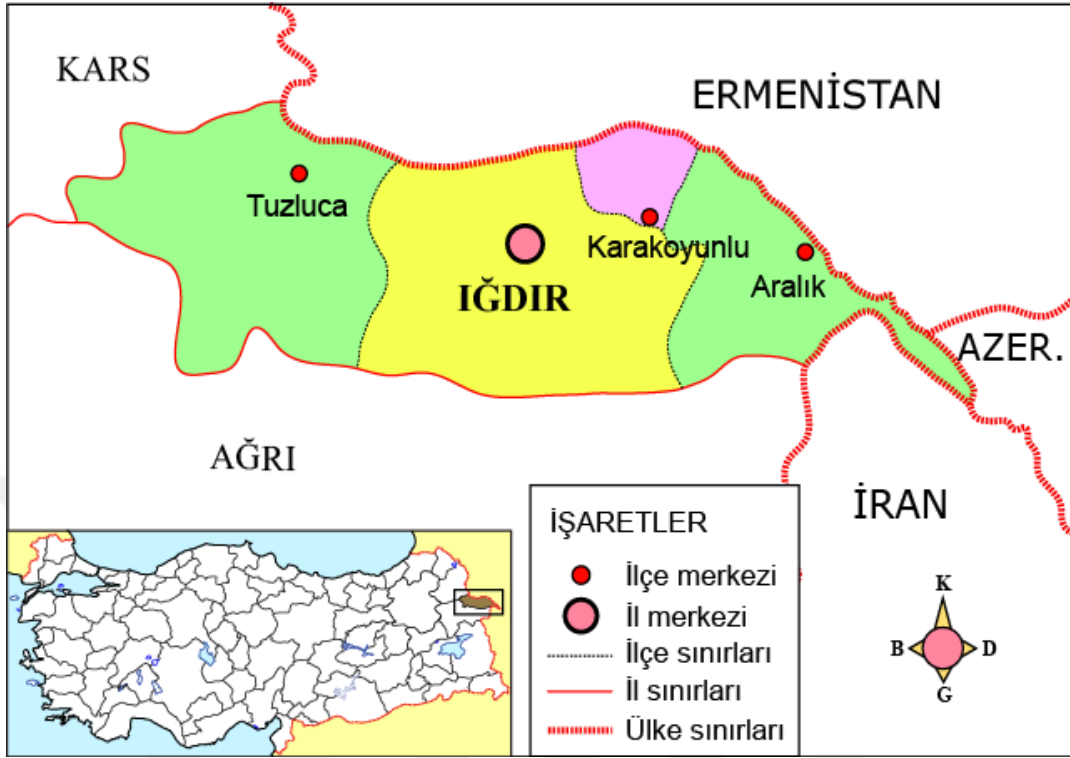 KARS
ERMENİSTAN
Tuzluca
Karakoyunlu
Aralık
IĞDIR
AZER.
AĞRI
İRAN
İŞARETLER
İlçe merkezi
İl merkezi
İlçe sınırları
İl sınırları
Ülke sınırları
K
B D
G